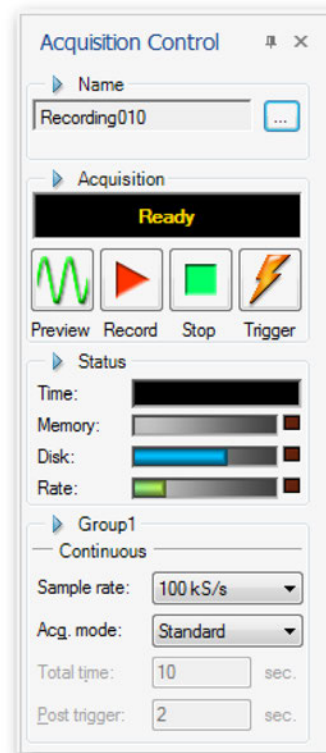 Acquisition Control
Name
Recording010 ...
Acquisition
Ready
Preview Record Stop Trigger
Status
Time:
Memory:
Disk:
Rate:
Group1
Continuous
Sample rate: 100 kS/s
Acq. mode: Standard
Total time: 10 sec.
Post trigger: 2 sec.